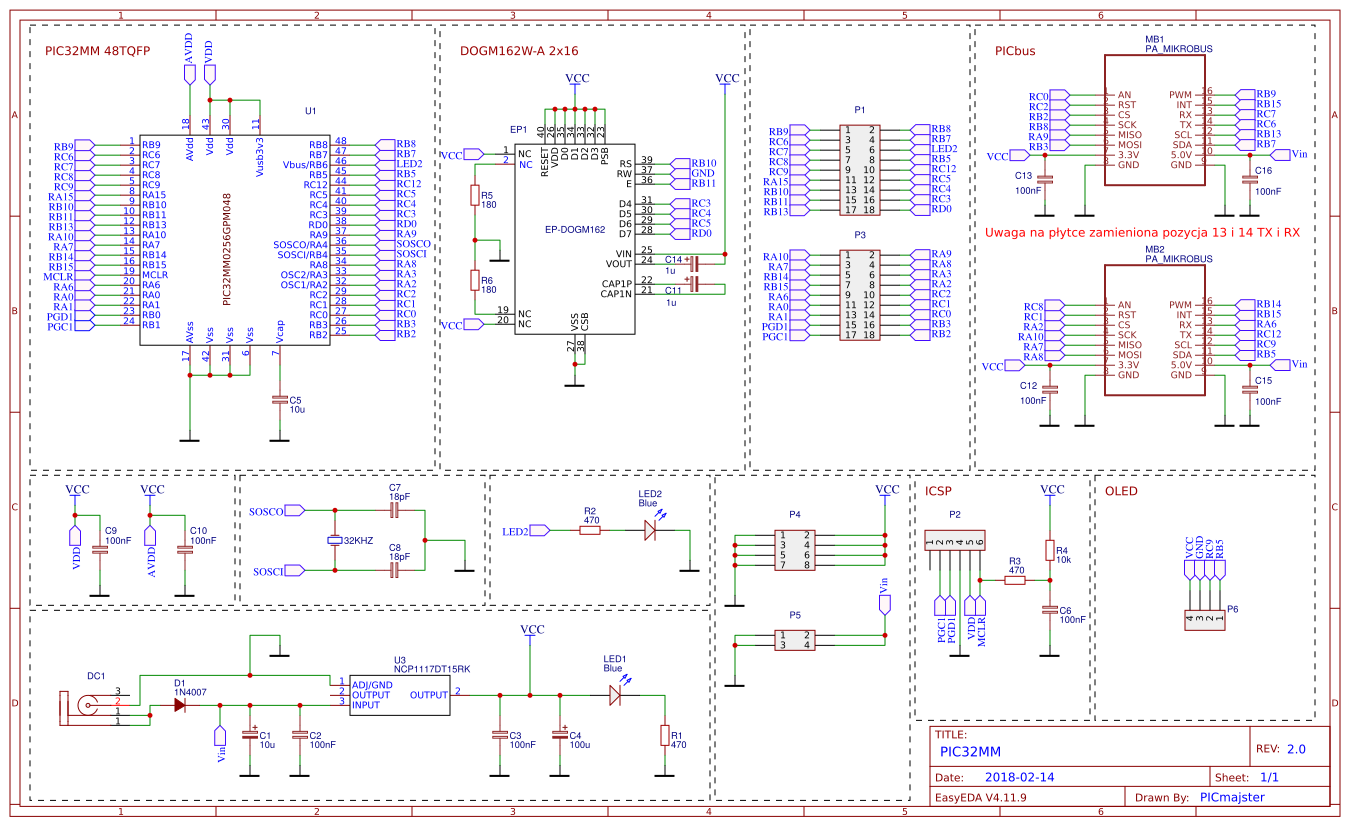 1 2 3 4 5 6
A
B
C
D
PIC32MM 48TQFP
AVDD
VDD
U1
18 43 30 11
AVdd Vdd Vdd Vusb3v3
PIC32MM0256GPM048
RB9 1 RB9
RC6 2 RC6
RC7 3 RC7
RC8 4 RC8
RC9 5 RC9
RA15 8 RA15
RB10 9 RB10
RB11 10 RB11
RB13 12 RB13
RA10 13 RA10
RA7 14 RA7
RB14 15 RB14
RB15 16 RB15
MCLR 19 MCLR
RA6 20 RA6
RA0 21 RA0
RA1 22 RA1
PGD1 23 RB0
PGC1 24 RB1
RB8 48 RB8
RB7 47 RB7
Vbus/RB6 46 LED2
RB5 45 RB5
RC12 44 RC12
RC5 41 RC5
RC4 40 RC4
RC3 39 RC3
RD0 38 RD0
RA9 37 RA9
SOSCO/RA4 36 SOSCO
SOSCI/RB4 35 SOSCI
RA8 34 RA8
OSC2/RA3 33 RA3
OSC1/RA2 32 RA2
RC2 29 RC2
RC1 28 RC1
RC0 27 RC0
RB3 26 RB3
RB2 25 RB2
AVss Vss Vss Vss Vcap
17 42 31 6 7
C5
10u
DOGM162W-A 2x16
VCC
VCC
EP1
40 26 35 34 33 32 23
RESET VDD D0 D1 D2 D3 PSB
VCC 1 NC
2 NC
R5
180
R6
180
19 NC
VCC 20 NC
EP-DOGM162
RS 39 RB10
RW 37 GND
E 36 RB11
D4 31 RC3
D5 30 RC4
D6 29 RC5
D7 28 RD0
VIN 25
VOUT 24
C14
1u
CAP1P 22
CAP1N 21
C11
1u
VSS CSB
27 38
P1
RB9 1 2 RB8
RC6 3 4 RB7
RC7 5 6 LED2
RC8 7 8 RB5
RC9 9 10 RC12
RA15 11 12 RC5
RB10 13 14 RC4
RB11 15 16 RC3
RB13 17 18 RD0
P3
RA10 1 2 RA9
RA7 3 4 RA8
RB14 5 6 RA3
RB15 7 8 RA2
RA6 9 10 RC2
RA0 11 12 RC1
RA1 13 14 RC0
PGD1 15 16 RB3
PGC1 17 18 RB2
PICbus
MB1
PA_MIKROBUS
RC0 1 AN PWM 16 RB9
RC2 2 RST INT 15 RB15
RB2 3 CS RX 14 RC7
RB8 4 SCK TX 13 RC6
RA9 5 MISO SCL 12 RB13
RB3 6 MOSI SDA 11 RB7
VCC 7 3.3V 5.0V 10 Vin
8 GND GND 9
C13
100nF
C16
100nF
Uwaga na płytce zamieniona pozycja 13 i 14 TX i RX
MB2
PA_MIKROBUS
RC8 1 AN PWM 16 RB14
RC1 2 RST INT 15 RB15
RA2 3 CS RX 14 RA6
RA10 4 SCK TX 13 RC12
RA7 5 MISO SCL 12 RC9
RA8 6 MOSI SDA 11 RB5
VCC 7 3.3V 5.0V 10 Vin
8 GND GND 9
C12
100nF
C15
100nF
VCC
VDD
C9
100nF
VCC
AVDD
C10
100nF
SOSCO
SOSCI
32KHZ
C7
18pF
C8
18pF
LED2
R2
470
LED2
Blue
VCC
P4
1 2
3 4
5 6
7 8
Vin
P5
1 2
3 4
ICSP
P2
1 2 3 4 5 6
PGC1 PGD1 VDD MCLR
VCC
R3
470
R4
10k
C6
100nF
OLED
VCC GND RC9 RB5
4 3 2 1
P6
DC1
3
2
1
1
D1
1N4007
Vin
C1
10u
C2
100nF
U3
NCP1117DT15RK
1 ADJ/GND
2 OUTPUT OUTPUT 2
3 INPUT
VCC
C3
100nF
C4
100u
LED1
Blue
R1
470
TITLE:
PIC32MM
REV: 2.0
Date: 2018-02-14
Sheet: 1/1
EasyEDA V4.11.9
Drawn By: PICmajster
A
B
C
D
1 2 3 4 5 6